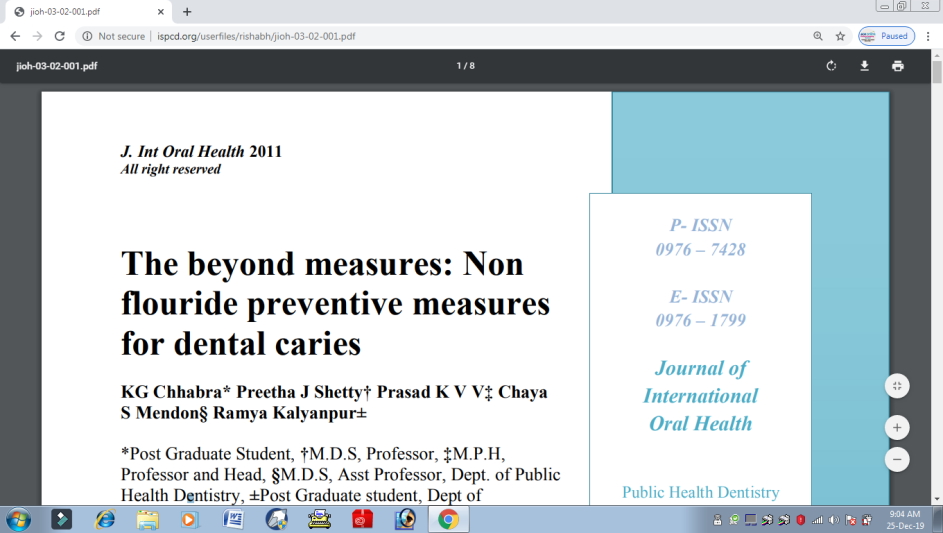 jioh-03-02-001.pdf
Not secure | ispcd.org/userfiles/rishabh/jioh-03-02-001.pdf
Paused
jioh-03-02-001.pdf
1 / 8
J. Int Oral Health 2011
All right reserved
The beyond measures: Non
flouride preventive measures
for dental caries
KG Chhabra* Preetha J Shetty† Prasad K V V‡ Chaya
S Mendon§ Ramya Kalyanpur±
*Post Graduate Student, †M.D.S, Professor, ‡M.P.H,
Professor and Head, §M.D.S, Asst Professor, Dept. of Public
Health Dentistry, ±Post Graduate student, Dept of
P- ISSN
0976 – 7428
E- ISSN
0976 – 1799
Journal of
International
Oral Health
Public Health Dentistry
9:04 AM
25-Dec-19